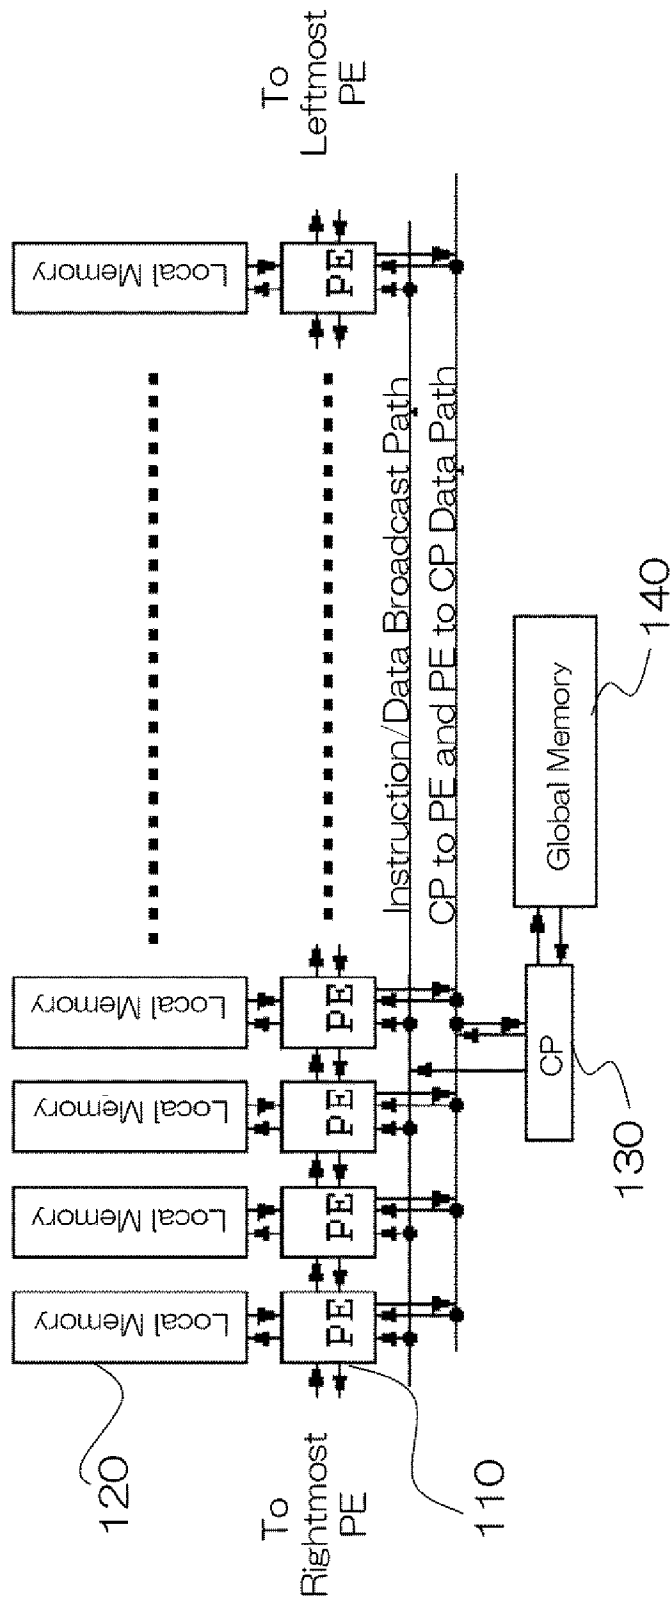 120
Local Memory
Local Memory
Local Memory
Local Memory
Local Memory
To
Rightmost
PE
PE
PE
PE
PE
PE
To
Leftmost
PE
110
Instruction/Data Broadcast Path
CP to PE and PE to CP Data Path
130
CP
Global Memory
140